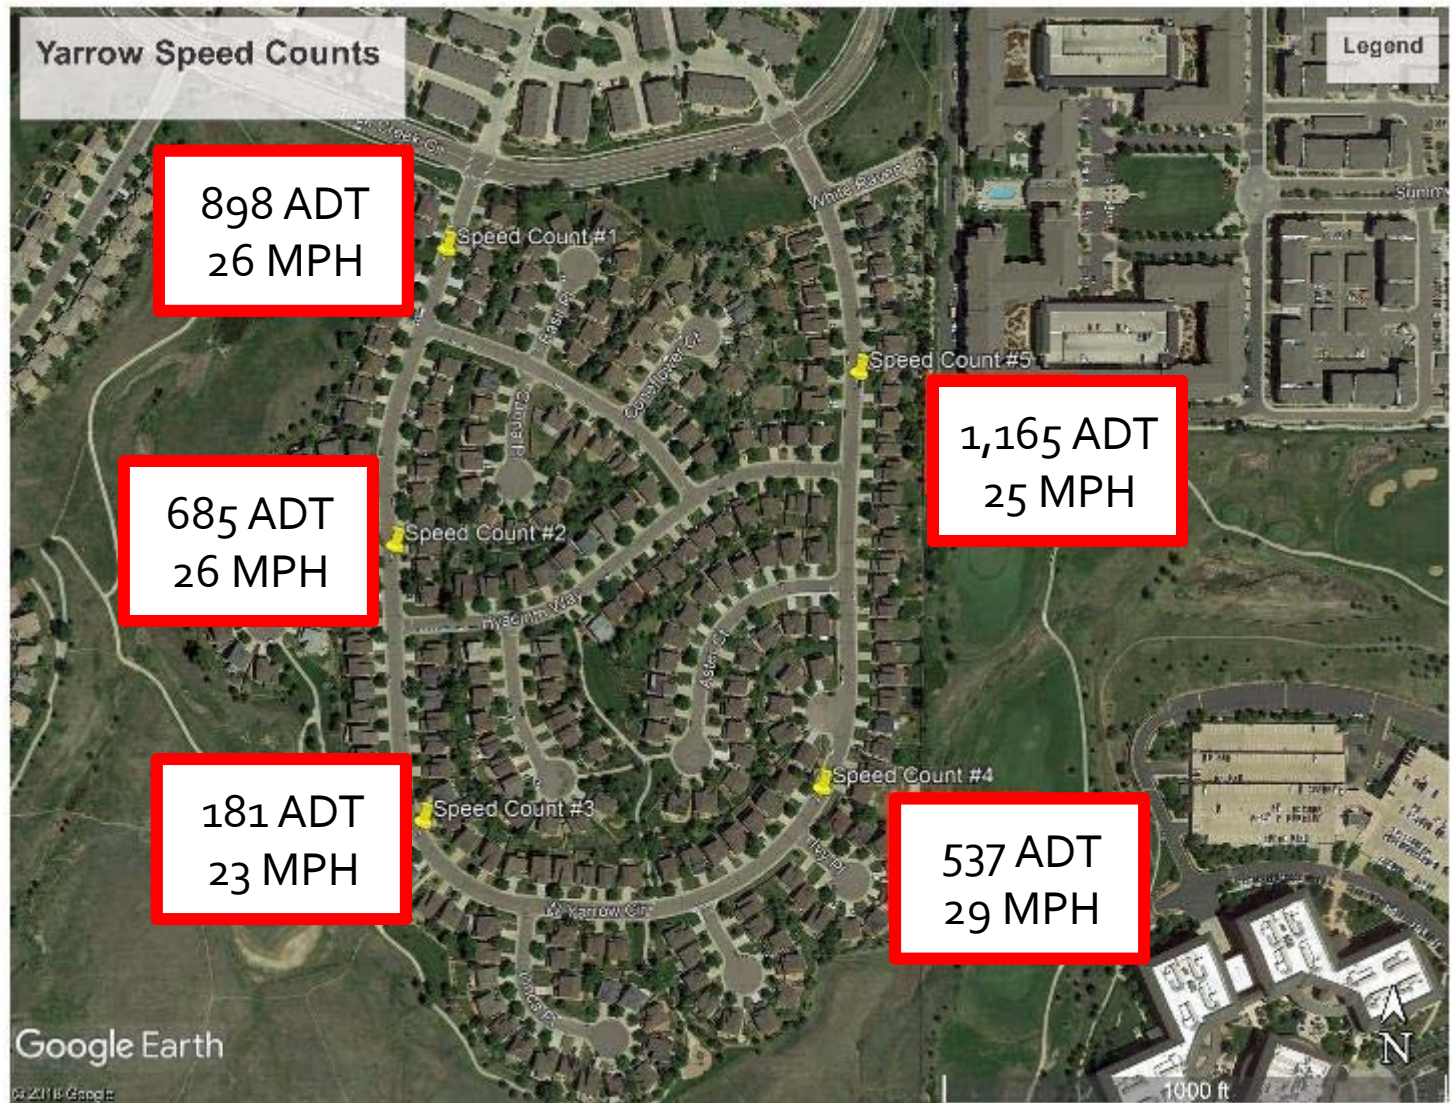 Yarrow Speed Counts
Legend
898 ADT
26 MPH
Speed Count #1
White Raven
Speed Count #5
1,165 ADT
25 MPH
685 ADT
26 MPH
Speed Count #2
Hyacinth Way
Aster Ct
181 ADT
23 MPH
Speed Count #3
Speed Count #4
537 ADT
29 MPH
W Yarrow Cir
Google Earth
© 2018 Google
N
1000 ft